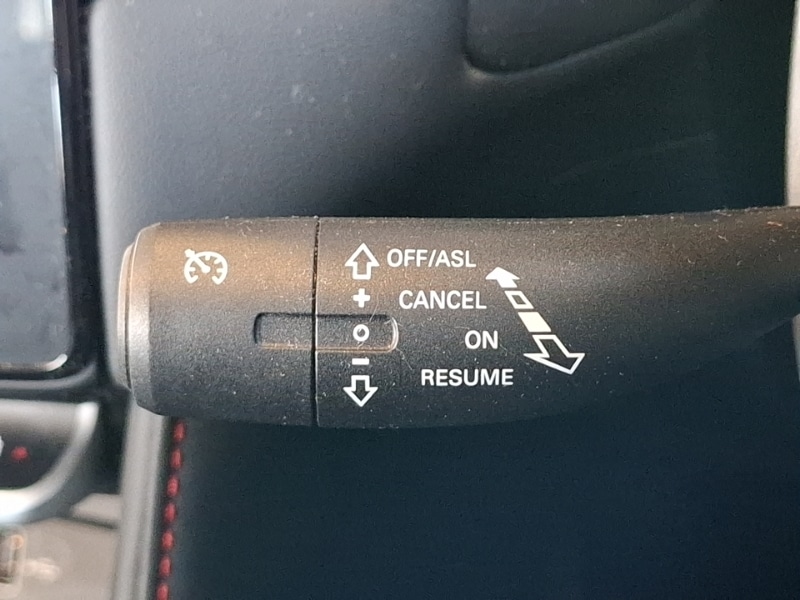 OFF/ASL
+ CANCEL
ON
− RESUME